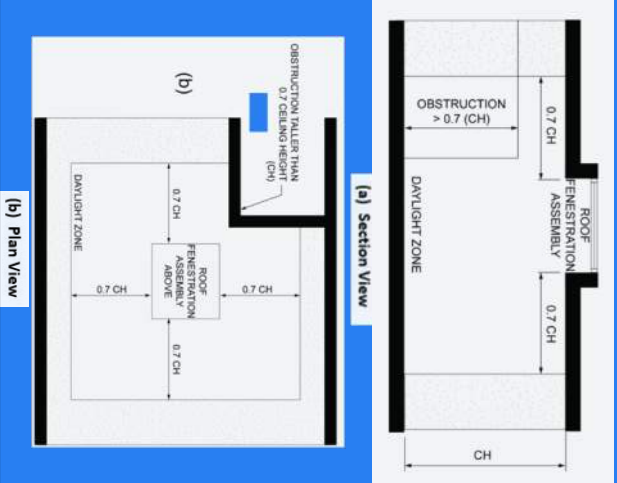 ROOF
FENESTRATION
ASSEMBLY
0.7 CH
0.7 CH
OBSTRUCTION
> 0.7 (CH)
CH
DAYLIGHT ZONE
(a) Section View
OBSTRUCTION TALLER THAN
0.7 CEILING HEIGHT
(CH)
(b)
0.7 CH
0.7 CH
ROOF
FENESTRATION
ASSEMBLY
ABOVE
0.7 CH
0.7 CH
DAYLIGHT ZONE
(b) Plan View